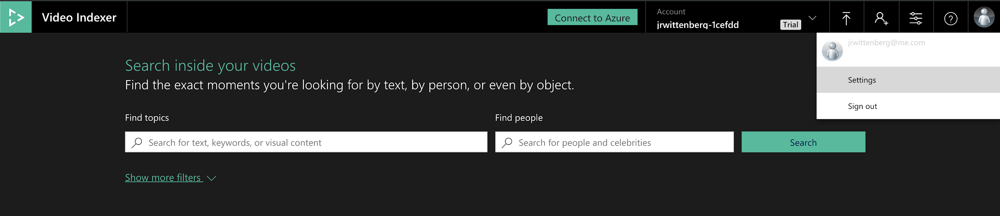 Video Indexer
Connect to Azure
Account
jrwittenberg-1cefdd
Trial
?
jrwittenberg@me.com
Settings
Sign out
Search inside your videos
Find the exact moments you're looking for by text, by person, or even by object.
Find topics
Find people
Search for text, keywords, or visual content
Search for people and celebrities
Search
Show more filters